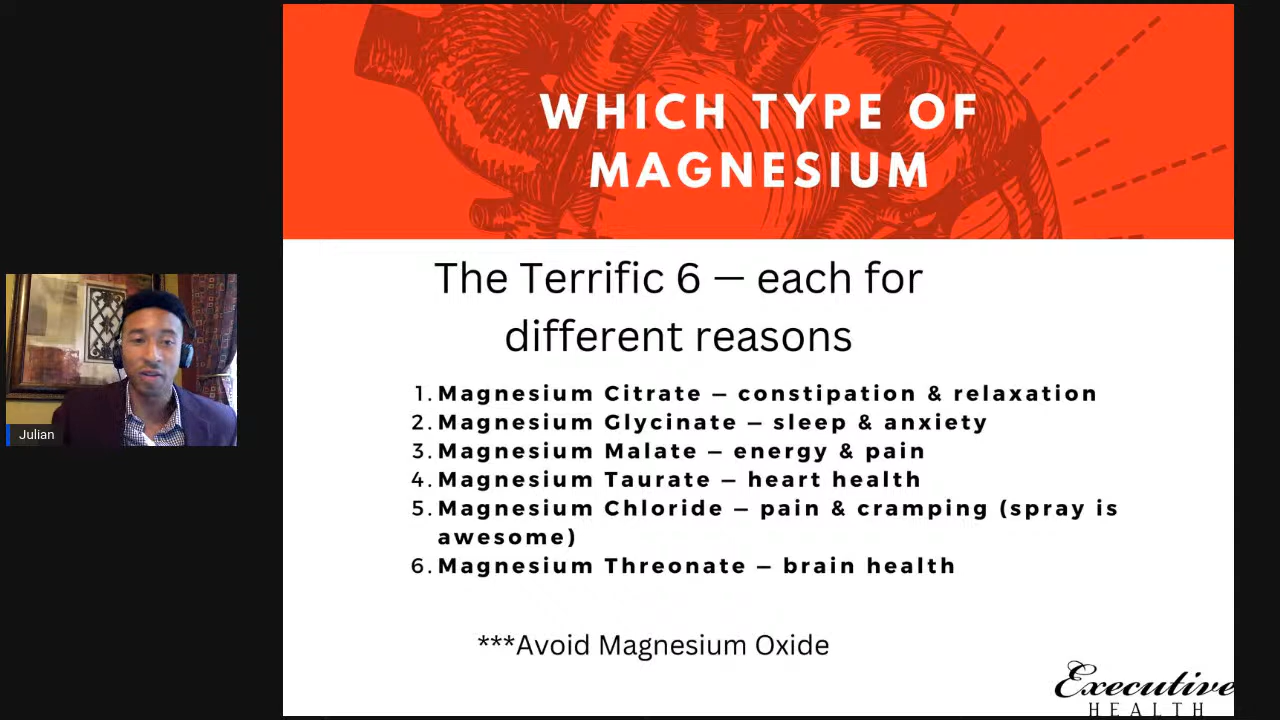 WHICH TYPE OF
MAGNESIUM
The Terrific 6 – each for
different reasons
1. Magnesium Citrate – constipation & relaxation
2. Magnesium Glycinate – sleep & anxiety
3. Magnesium Malate – energy & pain
4. Magnesium Taurate – heart health
5. Magnesium Chloride – pain & cramping (spray is
awesome)
6. Magnesium Threonate – brain health
***Avoid Magnesium Oxide
Julian
Executive
HEALTH